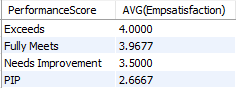 PerformanceScore AVG(Empsatisfaction)
Exceeds 4.0000
Fully Meets 3.9677
Needs Improvement 3.5000
PIP 2.6667